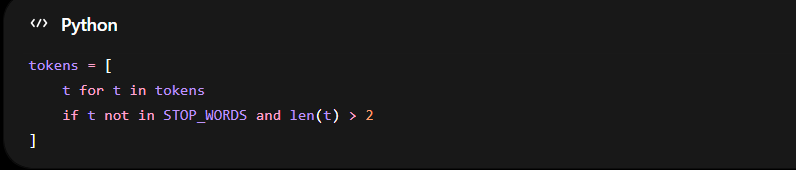 </> Python
tokens = [
    t for t in tokens
    if t not in STOP_WORDS and len(t) > 2
]